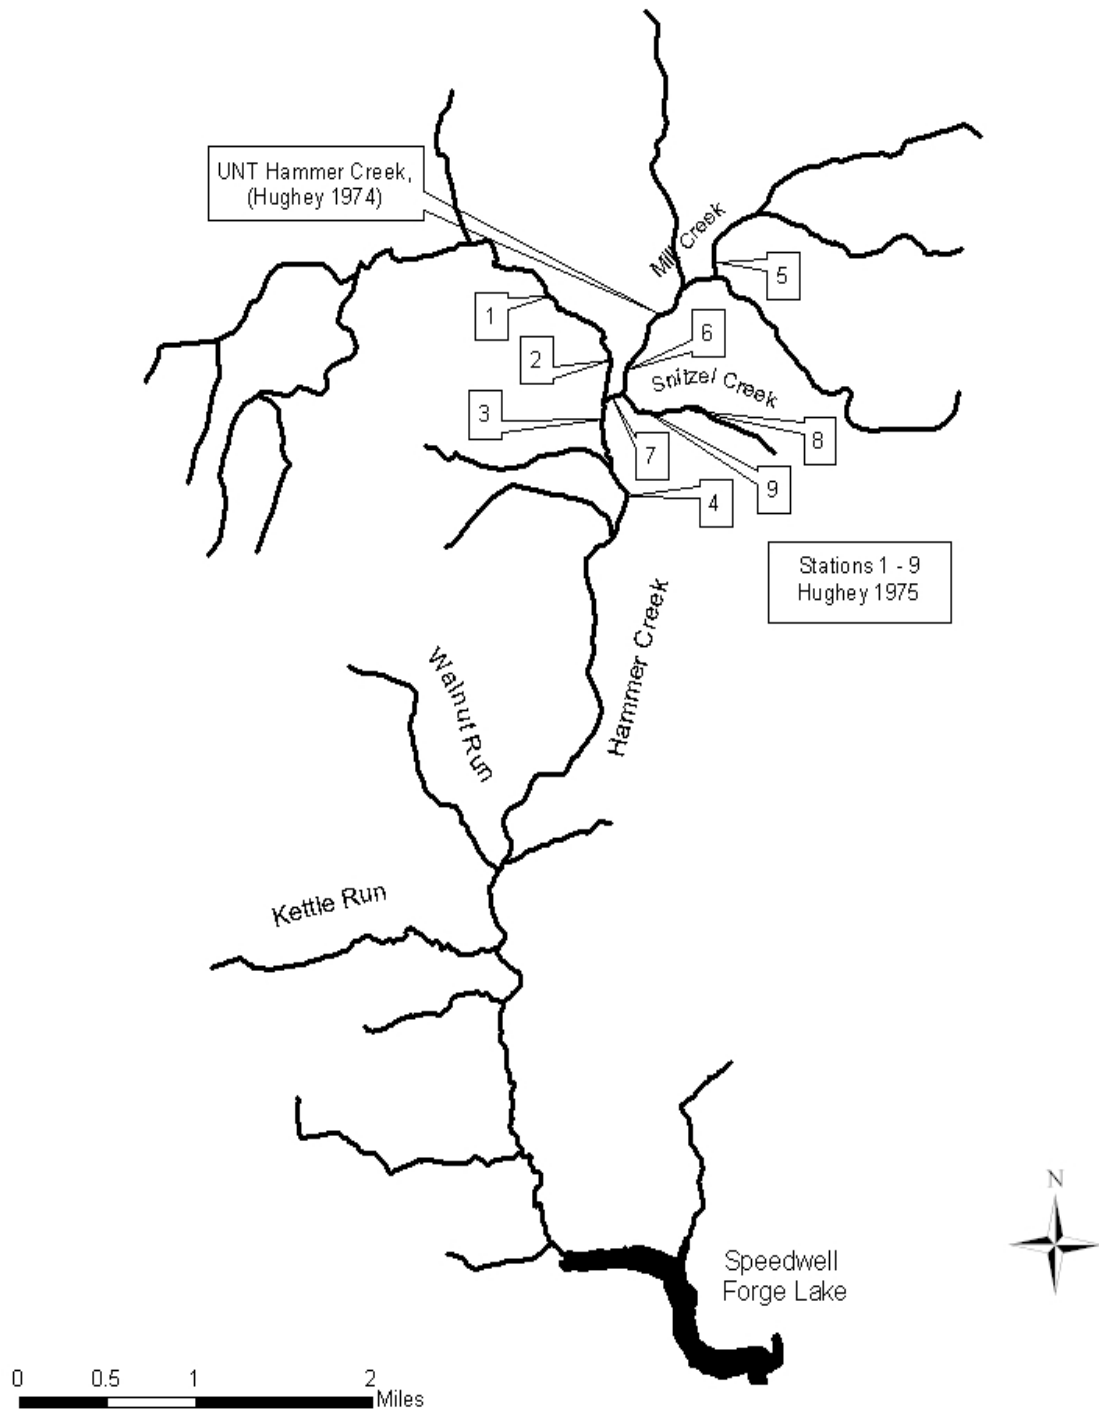 UNT Hammer Creek,
(Hughey 1974)
Mill Creek
5
1
6
2
Snitzel Creek
3
8
7
9
4
Stations 1 - 9
Hughey 1975
Hammer Creek
Walnut Run
Kettle Run
N
Speedwell
Forge Lake
0 0.5 1 2
Miles